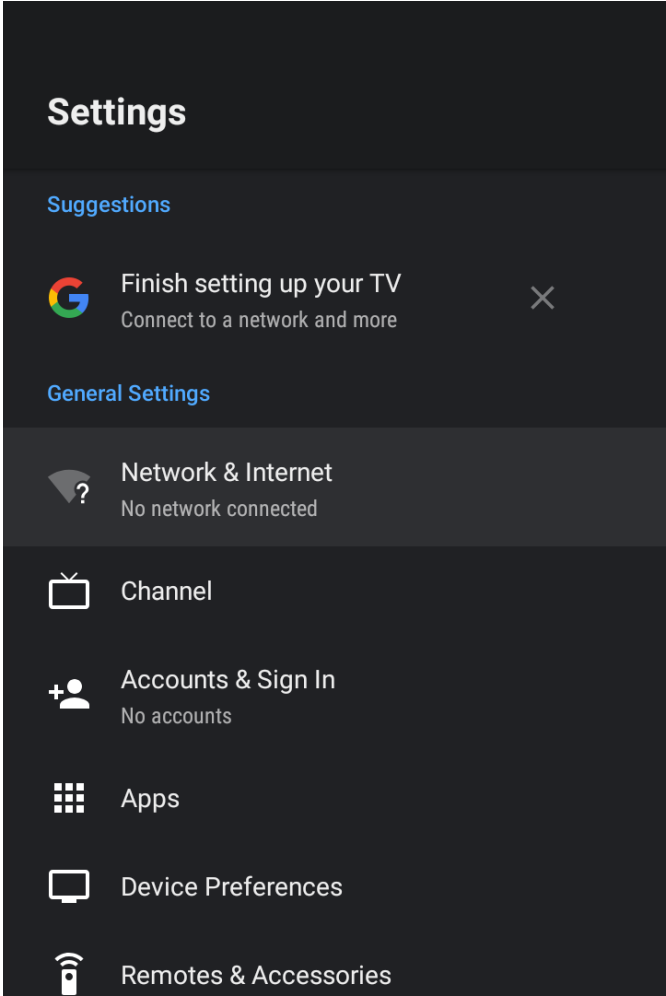 Settings
Suggestions
Finish setting up your TV
Connect to a network and more
General Settings
Network & Internet
No network connected
Channel
Accounts & Sign In
No accounts
Apps
Device Preferences
Remotes & Accessories